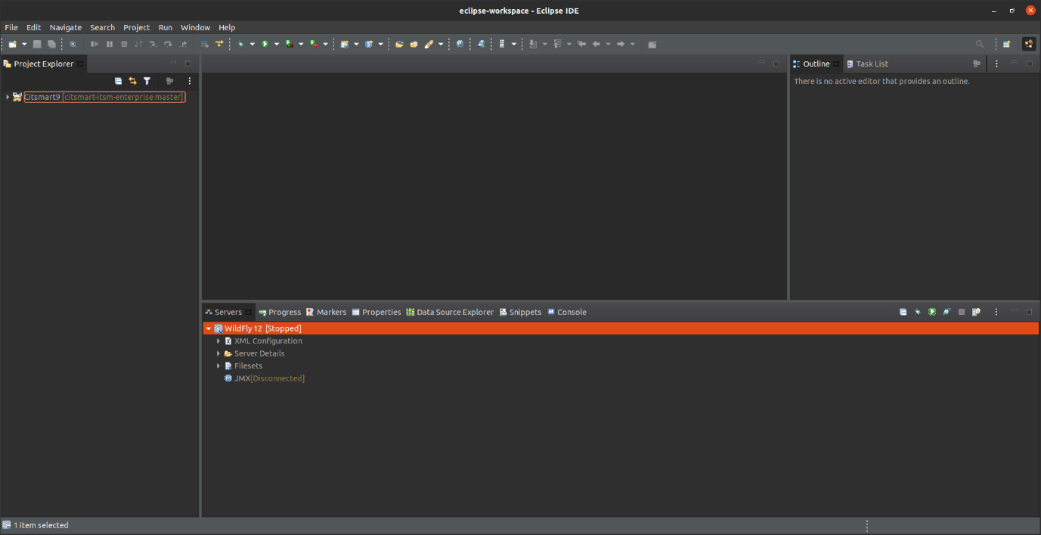 eclipse-workspace - Eclipse IDE
File Edit Navigate Search Project Run Window Help
Project Explorer
Outline Task List
There is no active editor that provides an outline.
Citsmart9 [citsmart-itsm-enterprise master]
Servers Progress Markers Properties Data Source Explorer Snippets Console
WildFly 12 [Stopped]
XML Configuration
Server Details
Filesets
JMX[Disconnected]
1 item selected